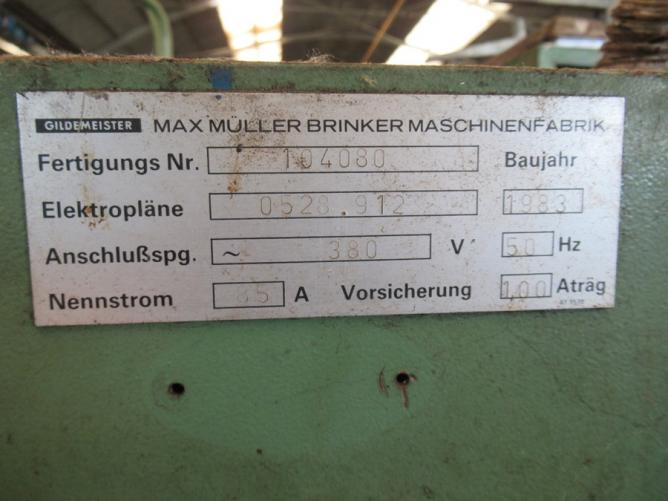 GILDEMEISTER MAX MÜLLER BRINKER MASCHINENFABRIK
Fertigungs Nr. 104080 Baujahr
Elektropläne 0528.912 1983
Anschlußspg. ~ 380 V 50 Hz
Nennstrom 85 A Vorsicherung 100 Aträg